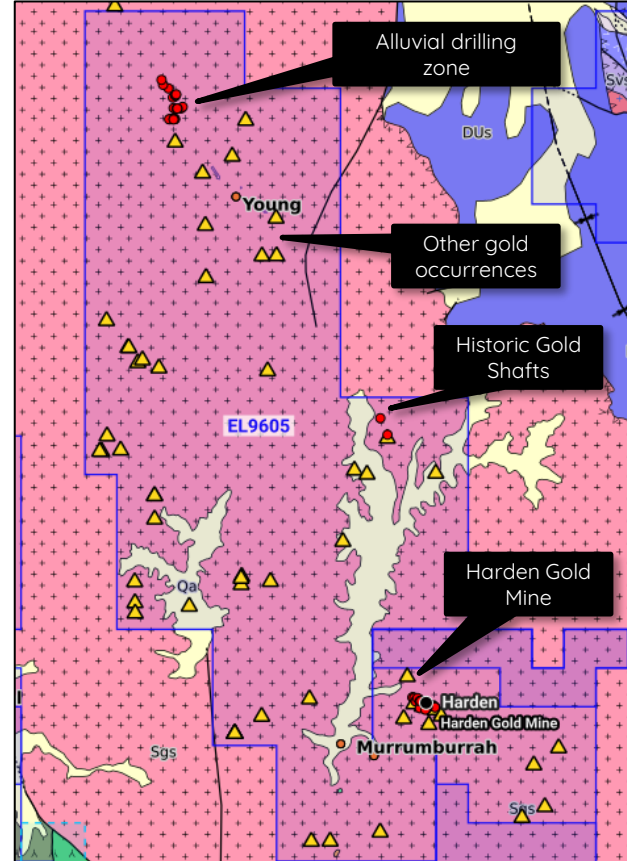 Alluvial drilling
zone
Svs
DUs
Young
Other gold
occurrences
Historic Gold
Shafts
EL9605
Harden Gold
Mine
Qa
Harden
Harden Gold Mine
Murrumburrah
Sgs
Sgs